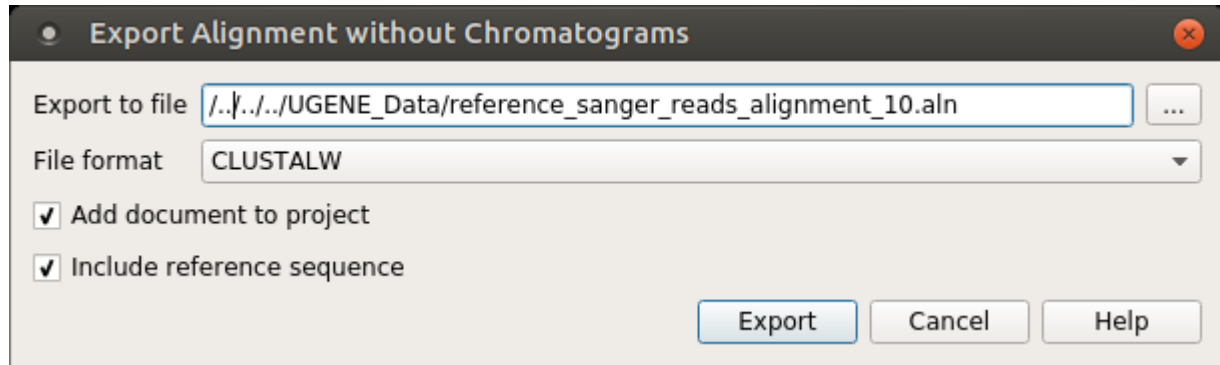 Export Alignment without Chromatograms
Export to file /../../../UGENE_Data/reference_sanger_reads_alignment_10.aln ...
File format CLUSTALW
Add document to project
Include reference sequence
Export Cancel Help